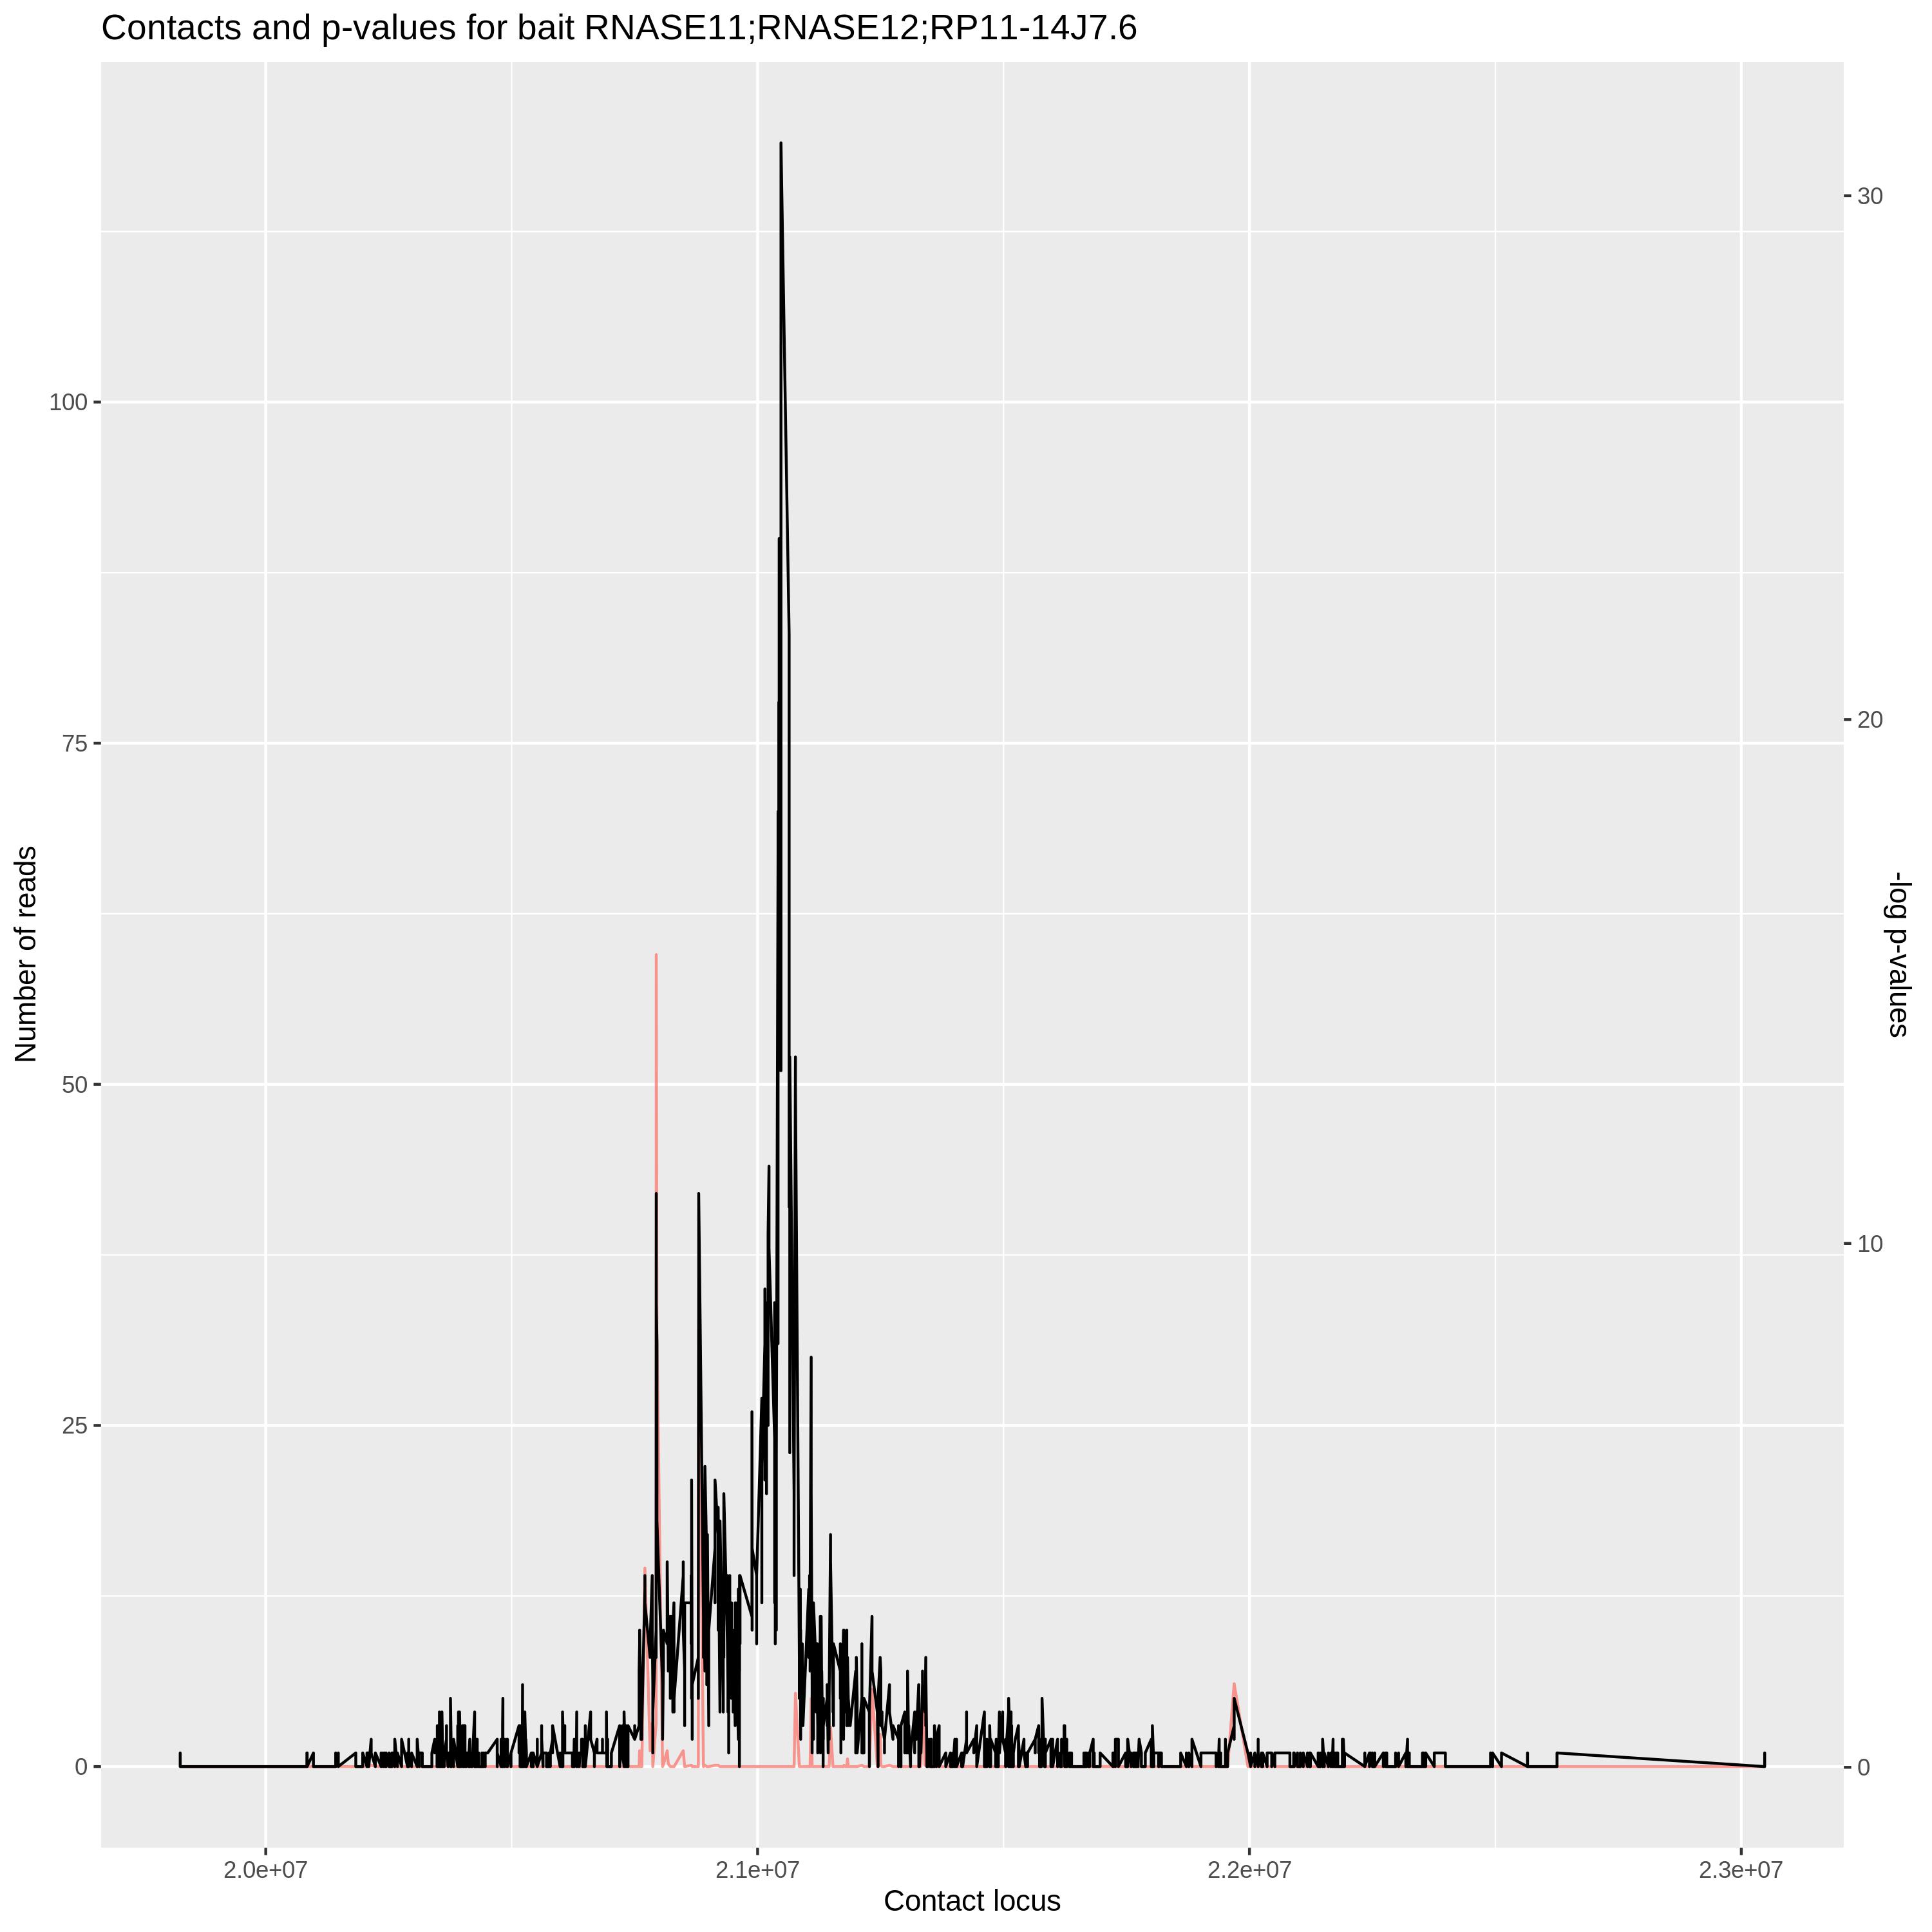 Contacts and p-values for bait RNASE11;RNASE12;RP11-14J7.6
Number of reads
100
75
50
25
0
30
20
10
0
-log p-values
2.0e+07
2.1e+07
2.2e+07
2.3e+07
Contact locus